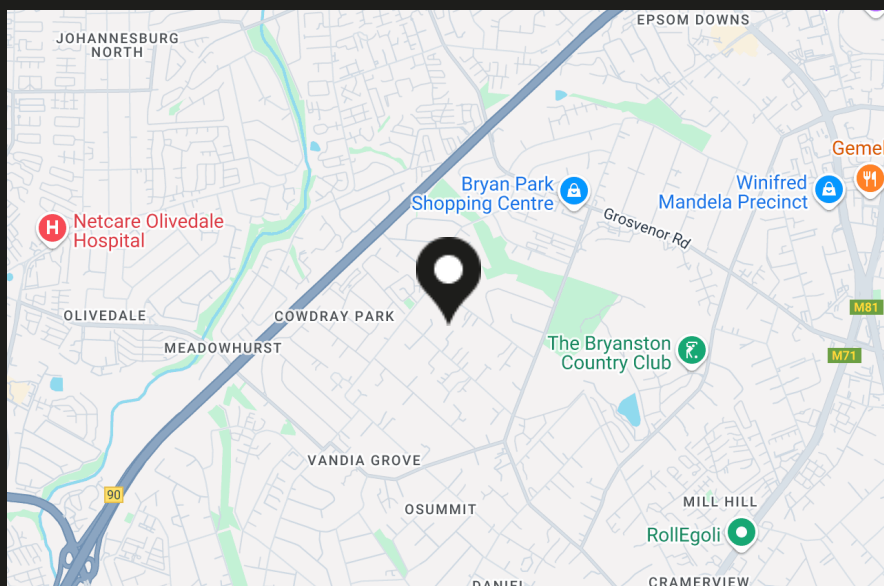 EPSOM DOWNS
JOHANNESBURG
NORTH
Gemel
Bryan Park
Shopping Centre
Winifred
Mandela Precinct
Grosvenor Rd
H
Netcare Olivedale
Hospital
M81
OLIVEDALE
COWDRAY PARK
MEADOWHURST
The Bryanston
Country Club
M71
VANDIA GROVE
90
OSUMMIT
MILL HILL
RollEgoli
DANIEL
CRAMERVIEW